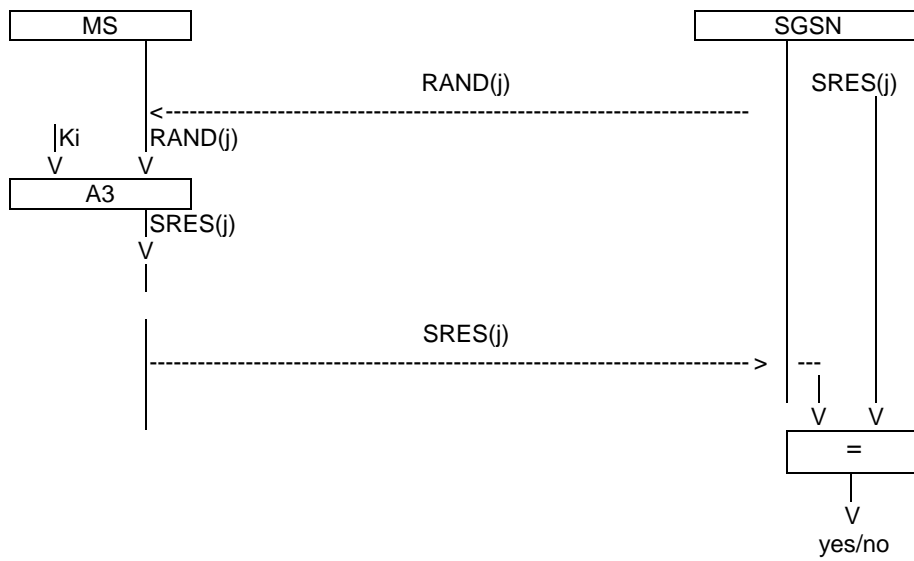 MS SGSN
RAND(j) SRES(j)
Ki RAND(j)
A3
SRES(j)
SRES(j)
=
yes/no